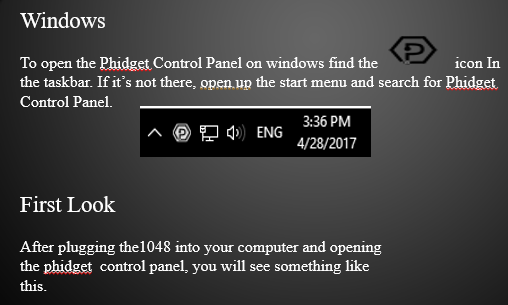 Windows
To open the Phidget Control Panel on windows find the icon In
the taskbar. If it's not there, open up the start menu and search for Phidget
Control Panel.
ENG
3:36 PM
4/28/2017
First Look
After plugging the1048 into your computer and opening
the phidget control panel, you will see something like
this.